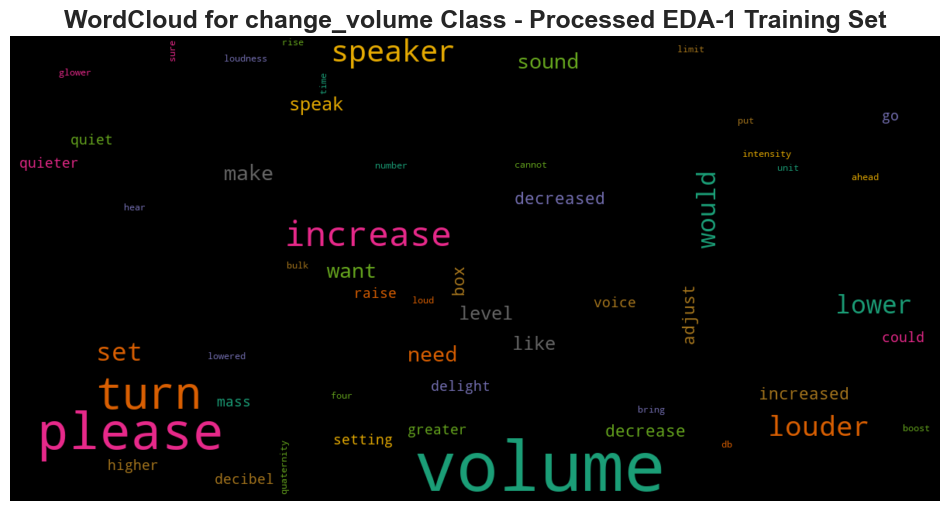 WordCloud for change_volume Class - Processed EDA-1 Training Set
sure
rise
speaker
limit
loudness
sound
glower
time
speak
put
go
quiet
quieter
make
number
cannot
intensity
unit
ahead
would
decreased
hear
increase
bulk
want
box
raise
loud
level
voice
adjust
lower
like
could
set
lowered
need
turn
mass
four
delight
increased
bring
please
greater
setting
decrease
louder
boost
db
higher
decibel
quaternity
volume